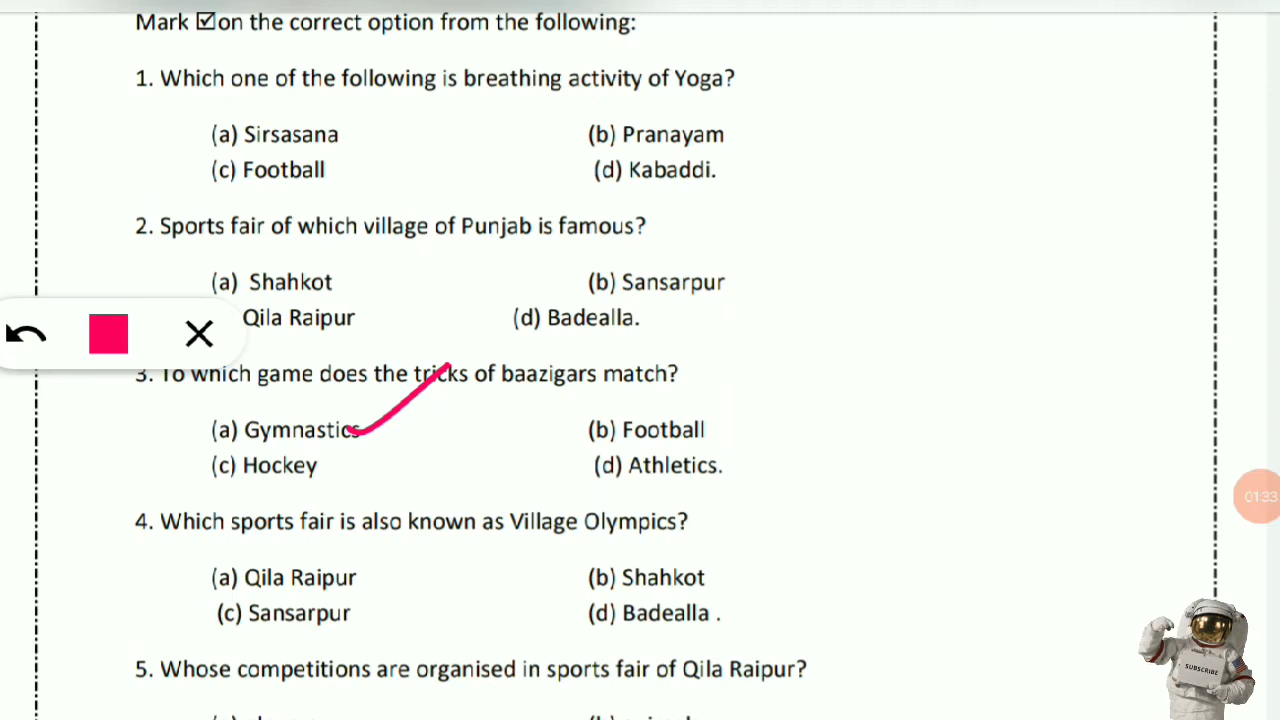 Mark ☑on the correct option from the following:
1. Which one of the following is breathing activity of Yoga?
(a) Sirsasana (b) Pranayam
(c) Football (d) Kabaddi.
2. Sports fair of which village of Punjab is famous?
(a) Shahkot (b) Sansarpur
Qila Raipur (d) Badealla.
3. To which game does the tricks of baazigars match?
(a) Gymnastics (b) Football
(c) Hockey (d) Athletics.
01:33
4. Which sports fair is also known as Village Olympics?
(a) Qila Raipur (b) Shahkot
(c) Sansarpur (d) Badealla .
SUBSCRIBE
5. Whose competitions are organised in sports fair of Qila Raipur?